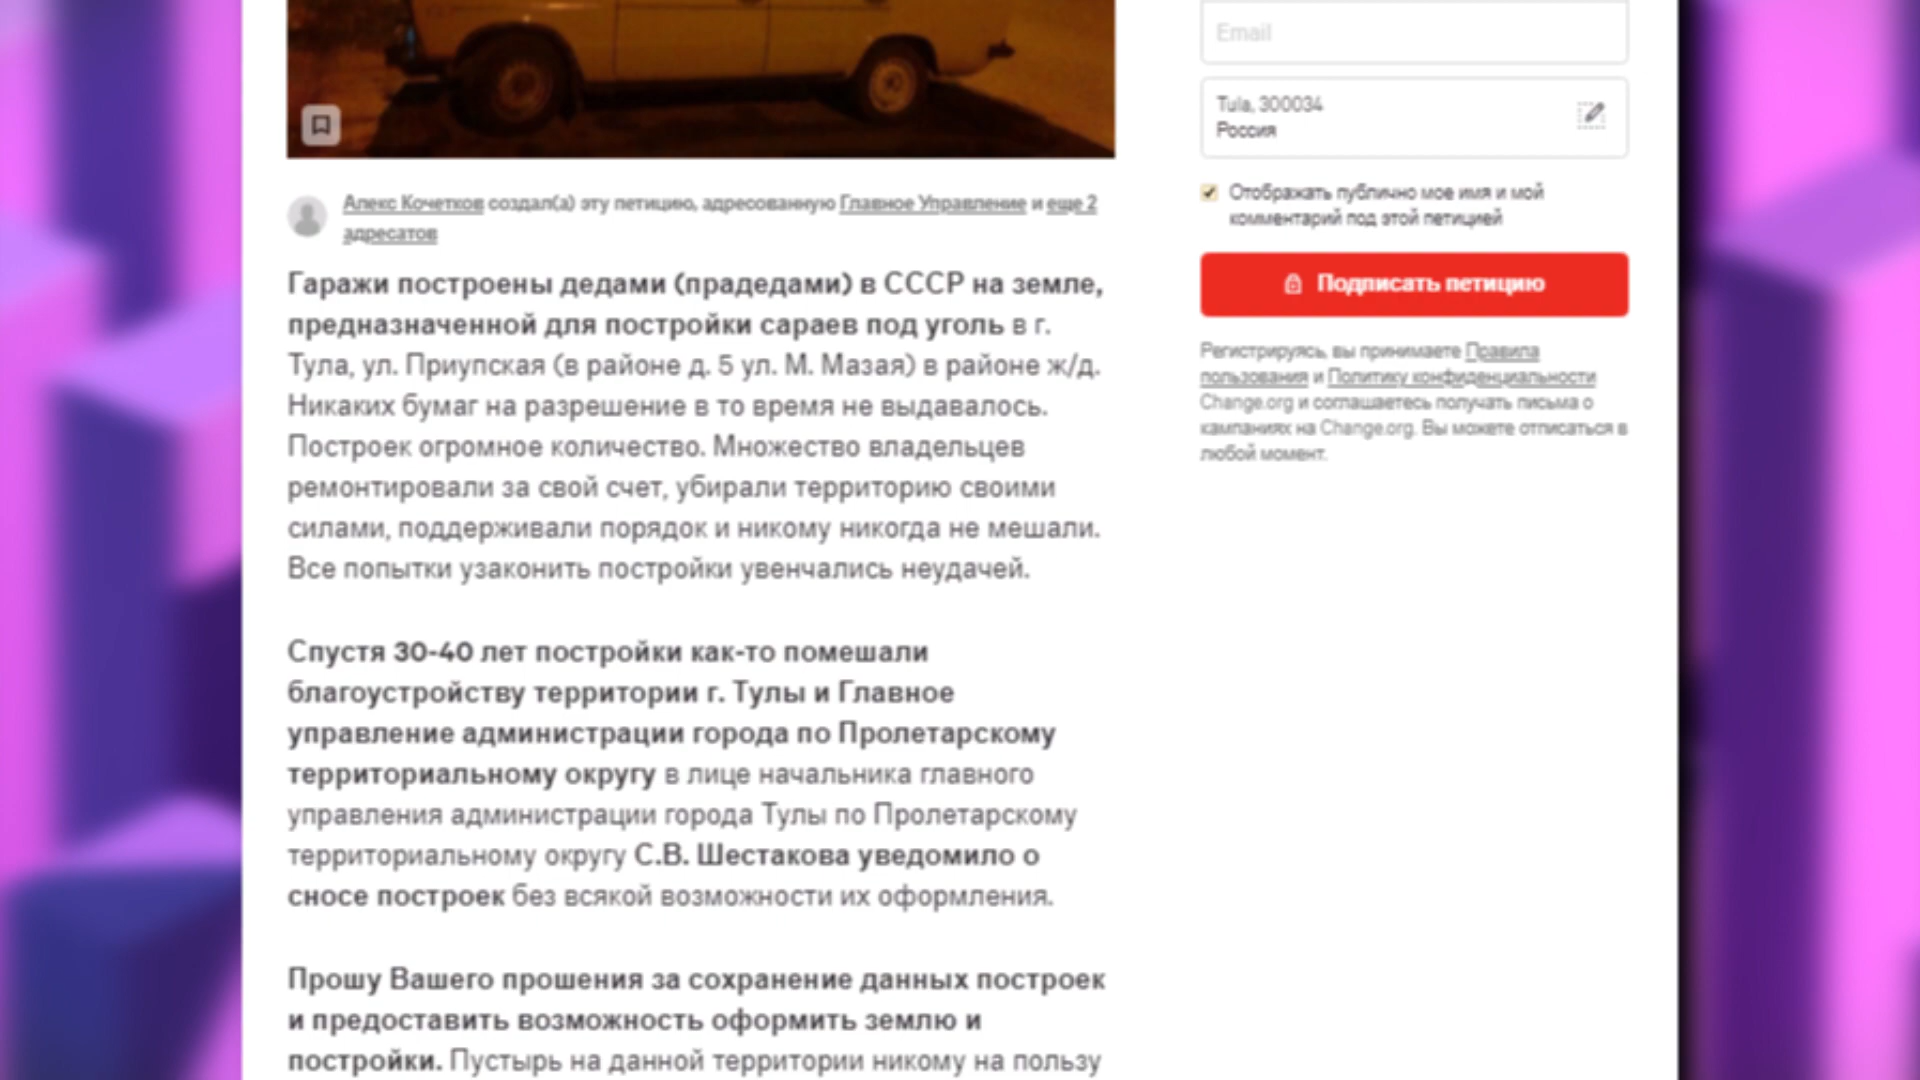 Алекс Кочетков создал(а) эту петицию, адресованную Главное Управление и еще 2
адресатов
Гаражи построены дедами (прадедами) в СССР на земле,
предназначенной для постройки сараев под уголь в г.
Тула, ул. Приупская (в районе д. 5 ул. М. Мазая) в районе ж/д.
Никаких бумаг на разрешение в то время не выдавалось.
Построек огромное количество. Множество владельцев
ремонтировали за свой счет, убирали территорию своими
силами, поддерживали порядок и никому никогда не мешали.
Все попытки узаконить постройки увенчались неудачей.
Спустя 30-40 лет постройки как-то помешали
благоустройству территории г. Тулы и Главное
управление администрации города по Пролетарскому
территориальному округу в лице начальника главного
управления администрации города Тулы по Пролетарскому
территориальному округу С.В. Шестакова уведомило о
сносе построек без всякой возможности их оформления.
Прошу Вашего прошения за сохранение данных построек
и предоставить возможность оформить землю и
постройки. Пустырь на данной территории никому на пользу
Email
Tula, 300034
Россия
Отображать публично мое имя и мой
комментарий под этой петицией
Подписать петицию
Регистрируясь, вы принимаете Правила
пользования и Политику конфиденциальности
Change.org и соглашаетесь получать письма о
кампаниях на Change.org. Вы можете отписаться в
любой момент.